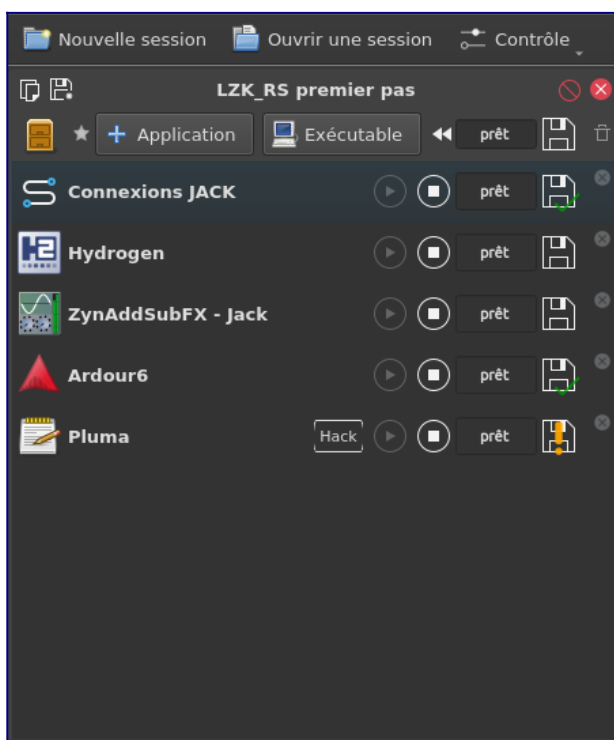 Nouvelle session Ouvrir une session Contrôle
LZK_RS premier pas
Application Exécutable prêt
Connexions JACK prêt
Hydrogen prêt
ZynAddSubFX - Jack prêt
Ardour6 prêt
Pluma Hack prêt